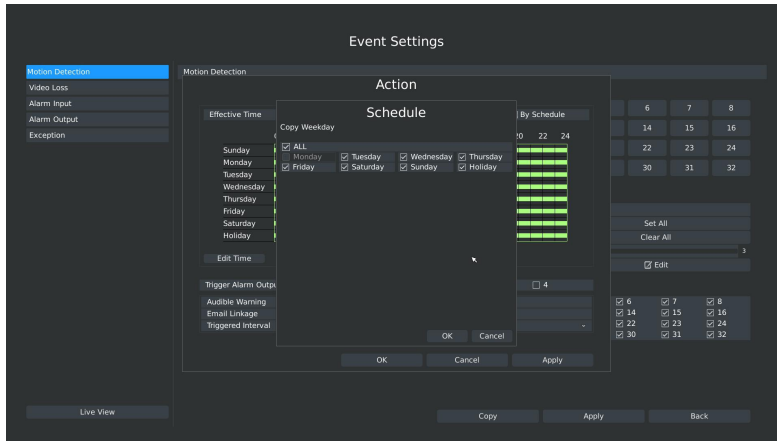 Event Settings
Motion Detection
Video Loss
Alarm Input
Alarm Output
Exception
Live View
Motion Detection
6 7 8
14 15 16
22 23 24
30 31 32
Set All
Clear All
3
Edit
6 7 8
14 15 16
22 23 24
30 31 32
Copy Apply Back
Action
Effective Time
By Schedule
20 22 24
Sunday
Monday
Tuesday
Wednesday
Thursday
Friday
Saturday
Holiday
Edit Time
Trigger Alarm Outpu
4
Audible Warning
Email Linkage
Triggered Interval
OK Cancel Apply
Schedule
Copy Weekday
ALL
Monday Tuesday Wednesday Thursday
Friday Saturday Sunday Holiday
OK Cancel